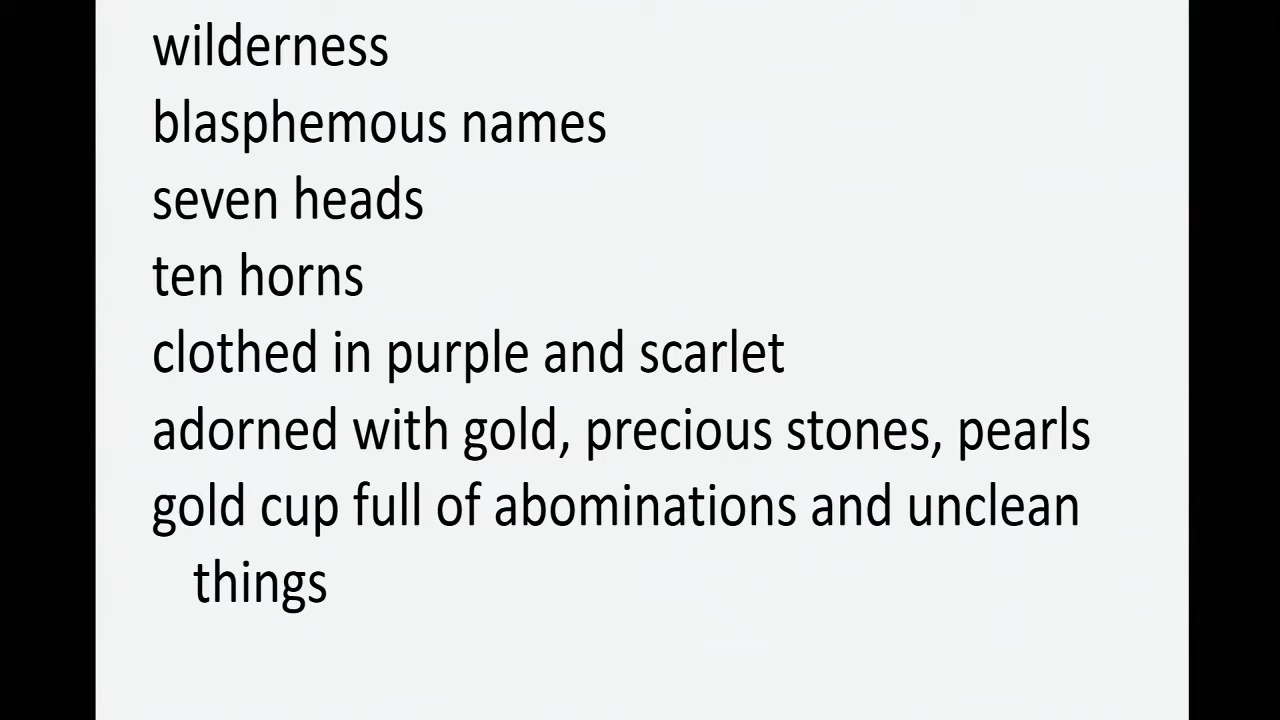 wilderness
blasphemous names
seven heads
ten horns
clothed in purple and scarlet
adorned with gold, precious stones, pearls
gold cup full of abominations and unclean
things